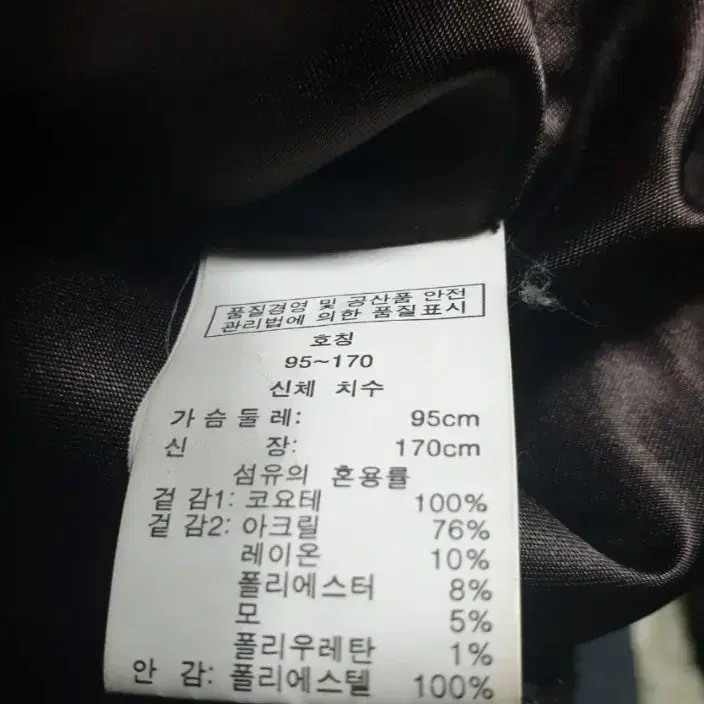 품질경영 및 공산품 안전
관리법에 의한 품질표시
호칭
95~170
신체 치수
가슴둘레: 95cm
신 장: 170cm
섬유의 혼용률
겉감1: 코요테 100%
겉감2: 아크릴 76%
레이온 10%
폴리에스터 8%
모 5%
폴리우레탄 1%
안 감: 폴리에스텔 100%